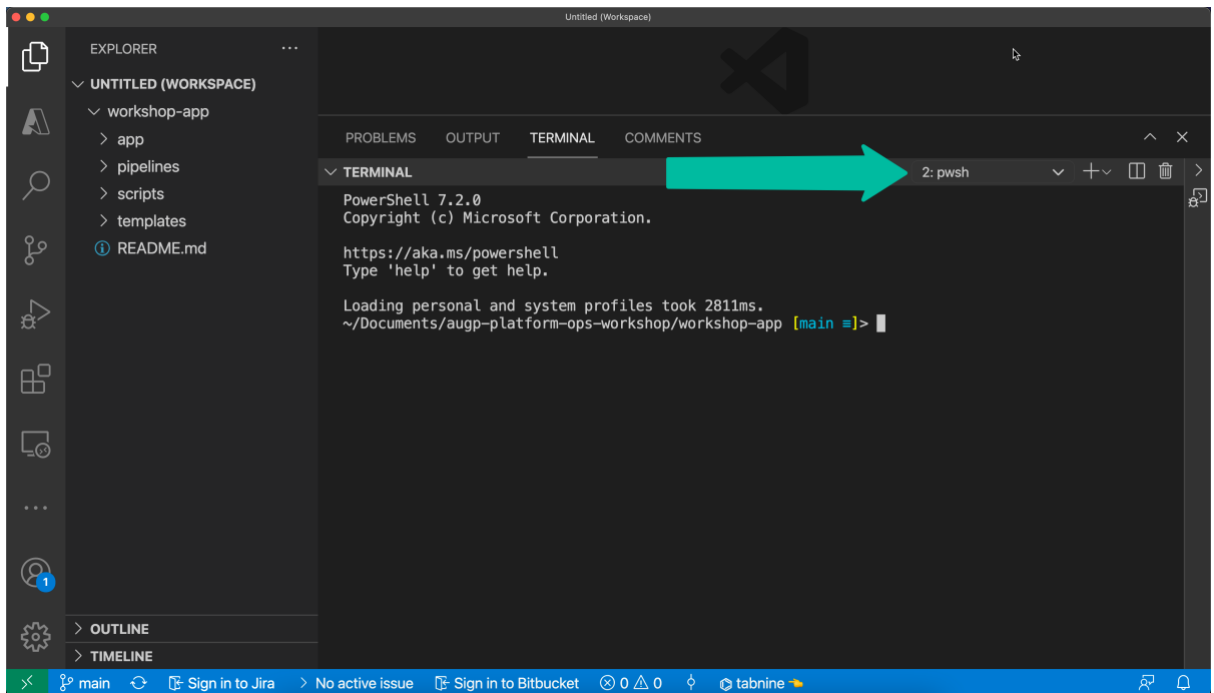 Untitled (Workspace)
EXPLORER
UNTITLED (WORKSPACE)
workshop-app
app
pipelines
scripts
templates
README.md
OUTLINE
TIMELINE
PROBLEMS OUTPUT TERMINAL COMMENTS
TERMINAL 2: pwsh
PowerShell 7.2.0
Copyright (c) Microsoft Corporation.
https://aka.ms/powershell
Type 'help' to get help.
Loading personal and system profiles took 2811ms.
~/Documents/augp-platform-ops-workshop/workshop-app [main ≡]>
1
main Sign in to Jira No active issue Sign in to Bitbucket 0 0 tabnine